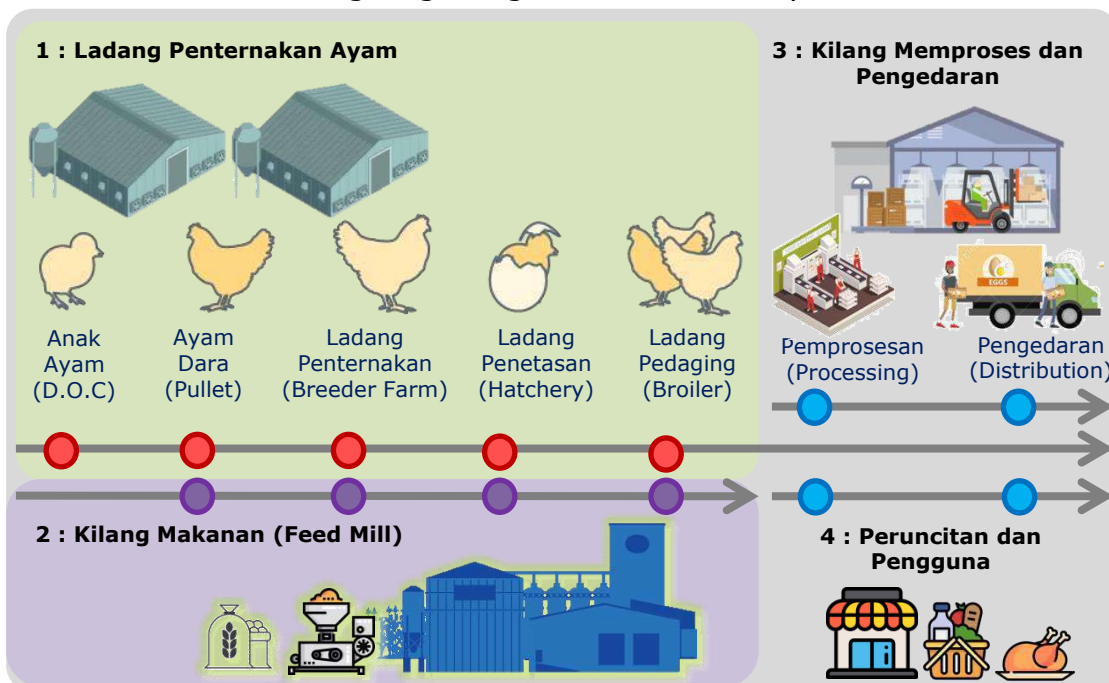 1 : Ladang Penternakan Ayam
Anak
Ayam
(D.O.C)
Ayam
Dara
(Pullet)
Ladang
Penternakan
(Breeder Farm)
Ladang
Penetasan
(Hatchery)
Ladang
Pedaging
(Broiler)
3 : Kilang Memproses dan
Pengedaran
EGGS
Pemprosesan
(Processing)
Pengedaran
(Distribution)
2 : Kilang Makanan (Feed Mill)
4 : Peruncitan dan
Pengguna